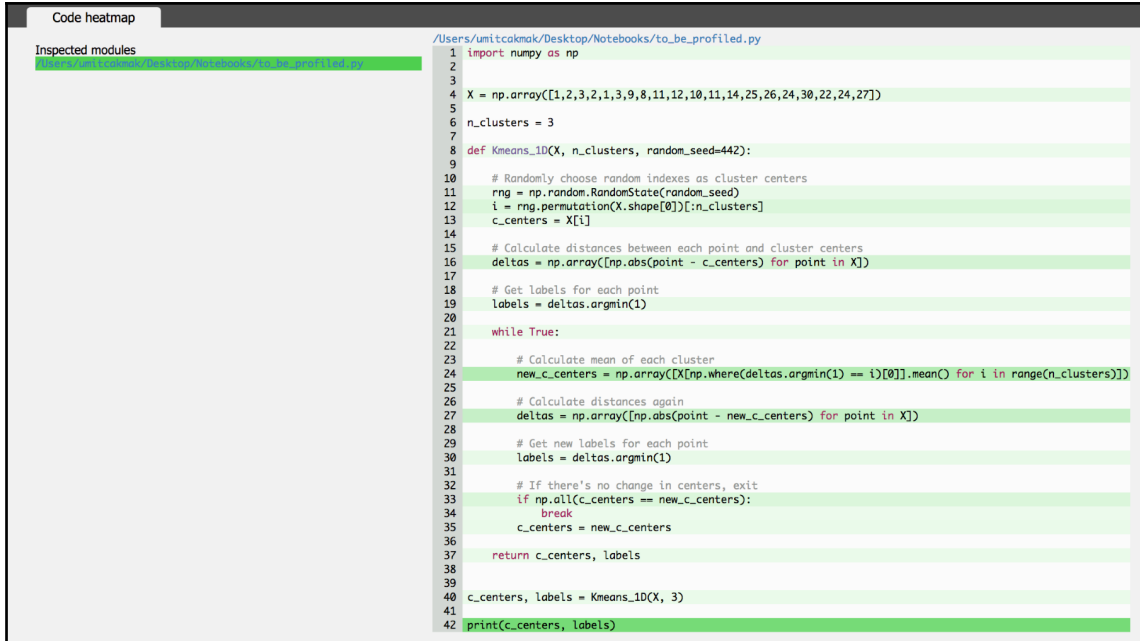 Code heatmap
Inspected modules
/Users/umitcakmak/Desktop/Notebooks/to_be_profiled.py
/Users/umitcakmak/Desktop/Notebooks/to_be_profiled.py
1 import numpy as np
2
3
4 X = np.array([1,2,3,2,1,3,9,8,11,12,10,11,14,25,26,24,30,22,24,27])
5
6 n_clusters = 3
7
8 def Kmeans_1D(X, n_clusters, random_seed=442):
9
10     # Randomly choose random indexes as cluster centers
11     rng = np.random.RandomState(random_seed)
12     i = rng.permutation(X.shape[0])[:n_clusters]
13     c_centers = X[i]
14
15     # Calculate distances between each point and cluster centers
16     deltas = np.array([np.abs(point - c_centers) for point in X])
17
18     # Get labels for each point
19     labels = deltas.argmin(1)
20
21     while True:
22
23         # Calculate mean of each cluster
24         new_c_centers = np.array([X[np.where(deltas.argmin(1) == i)[0]].mean() for i in range(n_clusters)])
25
26         # Calculate distances again
27         deltas = np.array([np.abs(point - new_c_centers) for point in X])
28
29         # Get new labels for each point
30         labels = deltas.argmin(1)
31
32         # If there's no change in centers, exit
33         if np.all(c_centers == new_c_centers):
34             break
35         c_centers = new_c_centers
36
37     return c_centers, labels
38
39
40 c_centers, labels = Kmeans_1D(X, 3)
41
42 print(c_centers, labels)